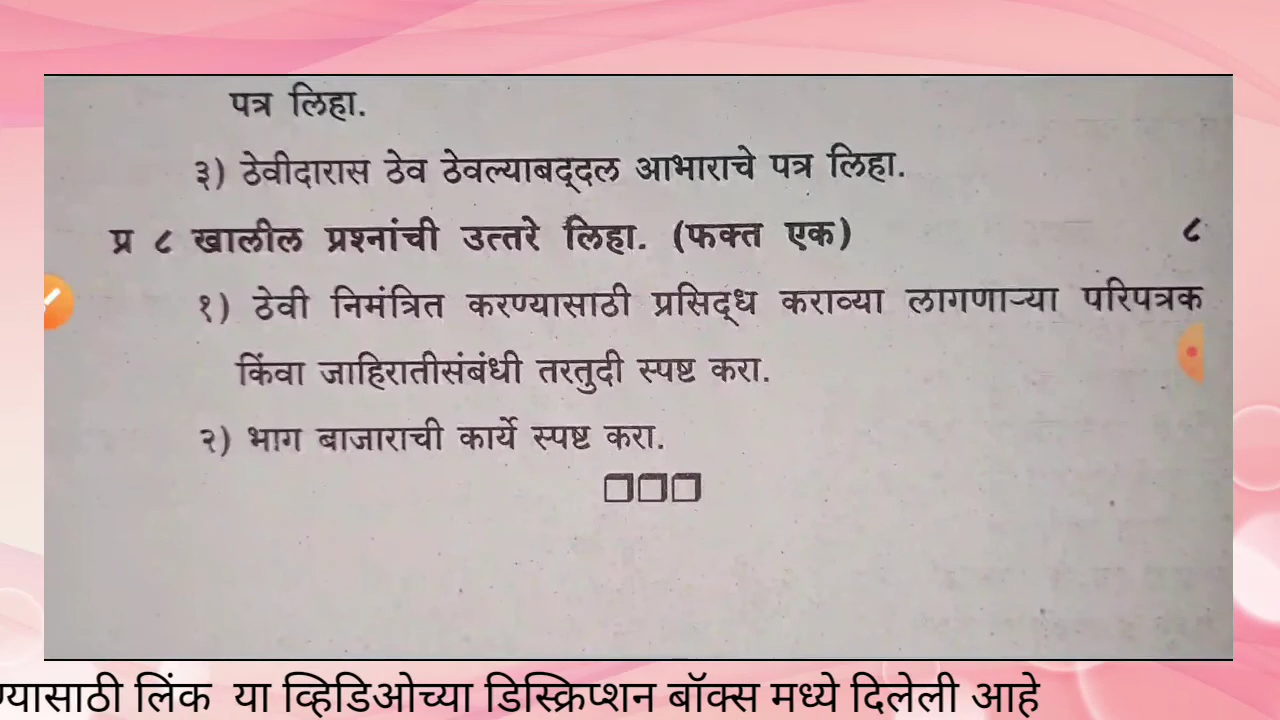 पत्र लिहा.
३) ठेवीदारास ठेव ठेवल्याबद्‌दल आभाराचे पत्र लिहा.
प्र ८ खालील प्रश्नांची उत्तरे लिहा. (फक्त एक) ८
१) ठेवी निमंत्रित करण्यासाठी प्रसिद्‌ध कराव्या लागणाऱ्या परिपत्रक
किंवा जाहिरातीसंबंधी तरतुदी स्पष्ट करा.
२) भाग बाजाराची कार्ये स्पष्ट करा.
लिंक या व्हिडिओच्या डिस्क्रिप्शन बॉक्स मध्ये दिलेली आहे